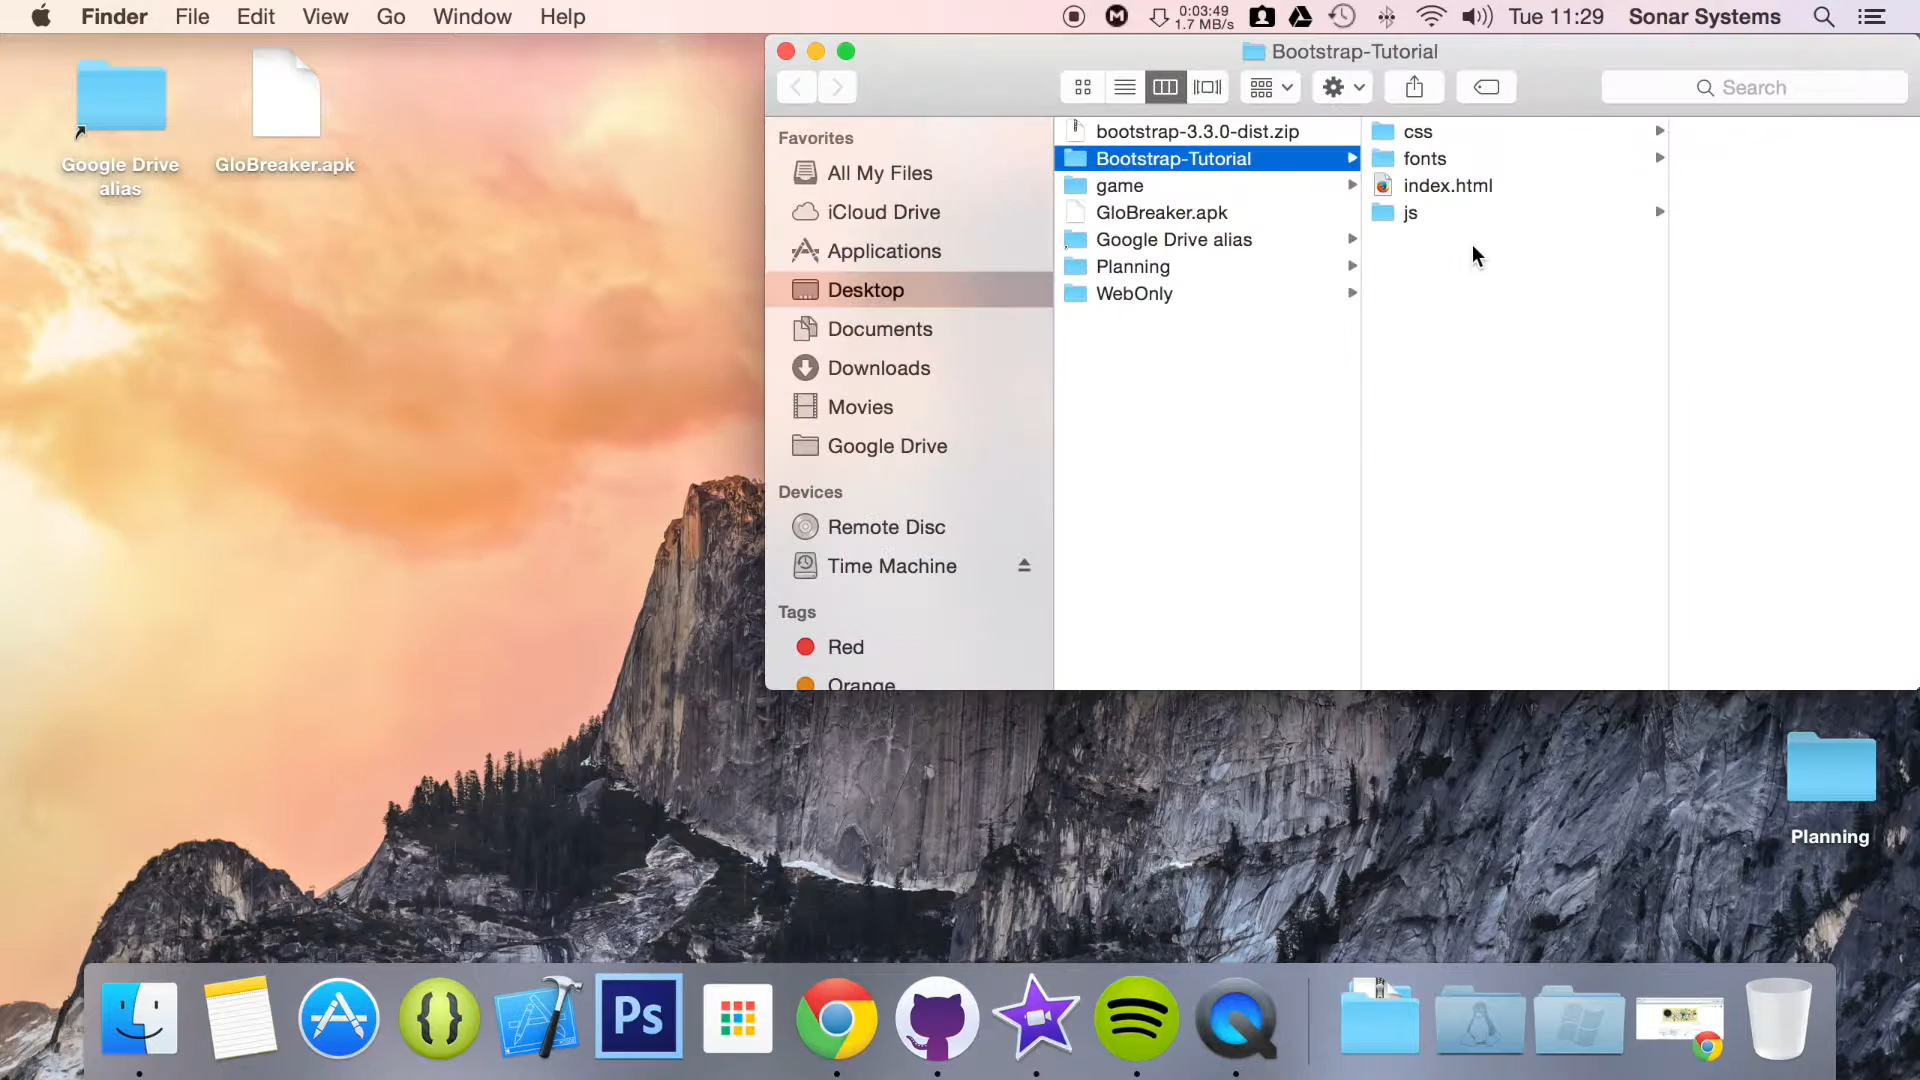 Finder File Edit View Go Window Help
0:03:49
1.7 MB/s
Tue 11:29 Sonar Systems
Google Drive
alias
GloBreaker.apk
Bootstrap-Tutorial
Search
Favorites
All My Files
iCloud Drive
Applications
Desktop
Documents
Downloads
Movies
Google Drive
Devices
Remote Disc
Time Machine
Tags
Red
Orange
bootstrap-3.3.0-dist.zip
Bootstrap-Tutorial
game
GloBreaker.apk
Google Drive alias
Planning
WebOnly
css
fonts
index.html
js
Planning
Ps